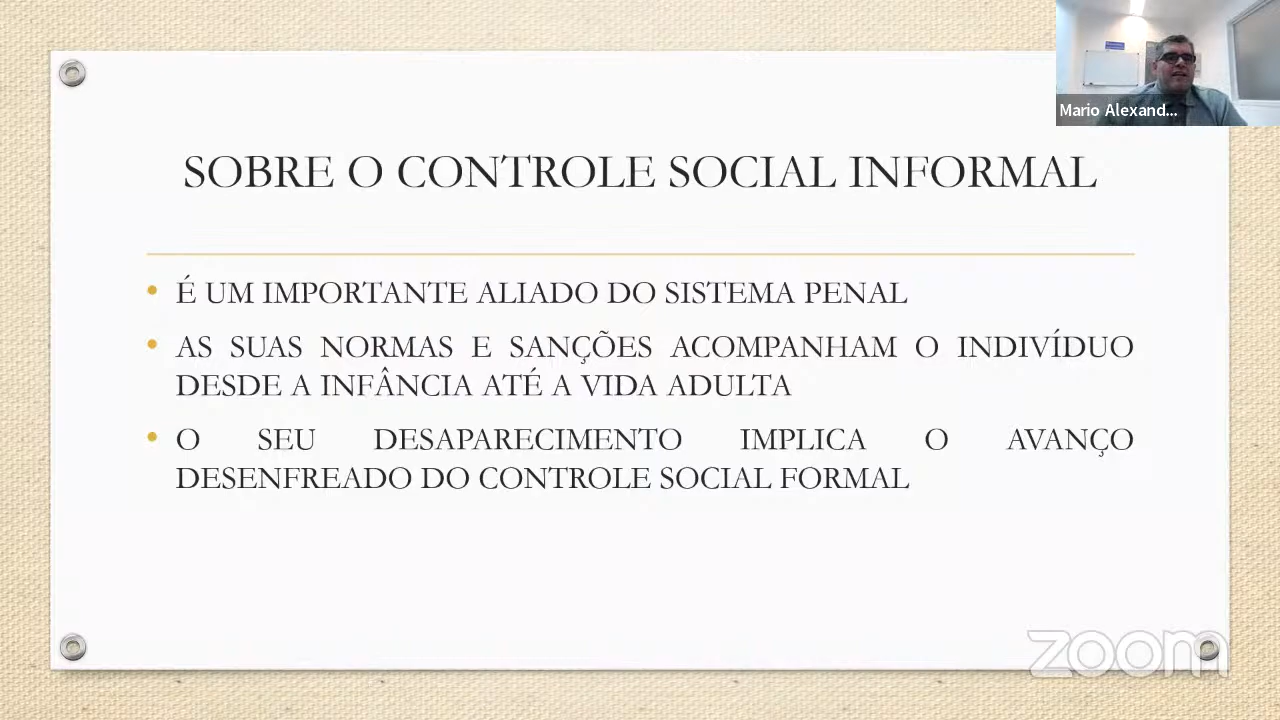 Mario Alexand...
SOBRE O CONTROLE SOCIAL INFORMAL
• É UM IMPORTANTE ALIADO DO SISTEMA PENAL
• AS SUAS NORMAS E SANÇÕES ACOMPANHAM O INDIVÍDUO
DESDE A INFÂNCIA ATÉ A VIDA ADULTA
• O SEU DESAPARECIMENTO IMPLICA O AVANÇO
DESENFREADO DO CONTROLE SOCIAL FORMAL
zoom